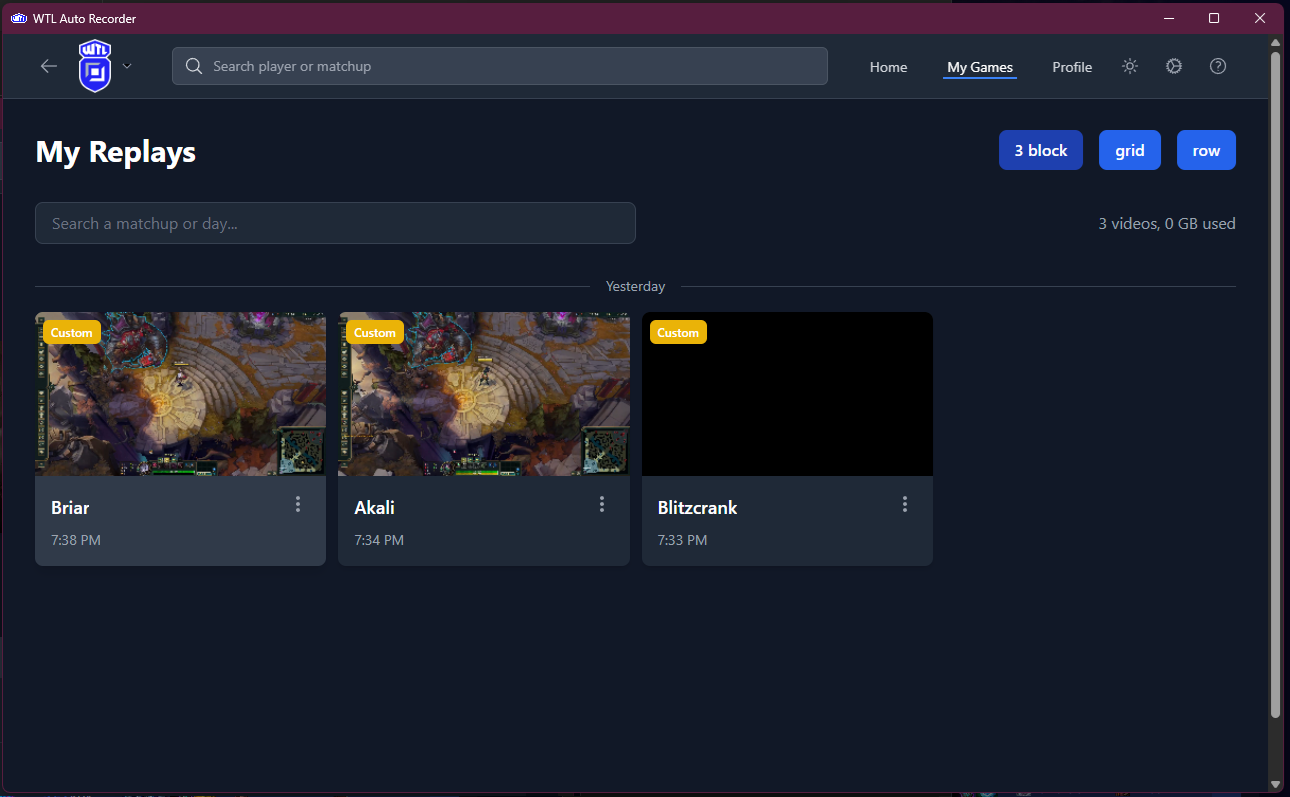 WTL Auto Recorder
WTL
Search player or matchup
Home
My Games
Profile
My Replays
3 block
grid
row
Search a matchup or day...
3 videos, 0 GB used
Yesterday
Custom
Custom
Custom
Briar
7:38 PM
Akali
7:34 PM
Blitzcrank
7:33 PM